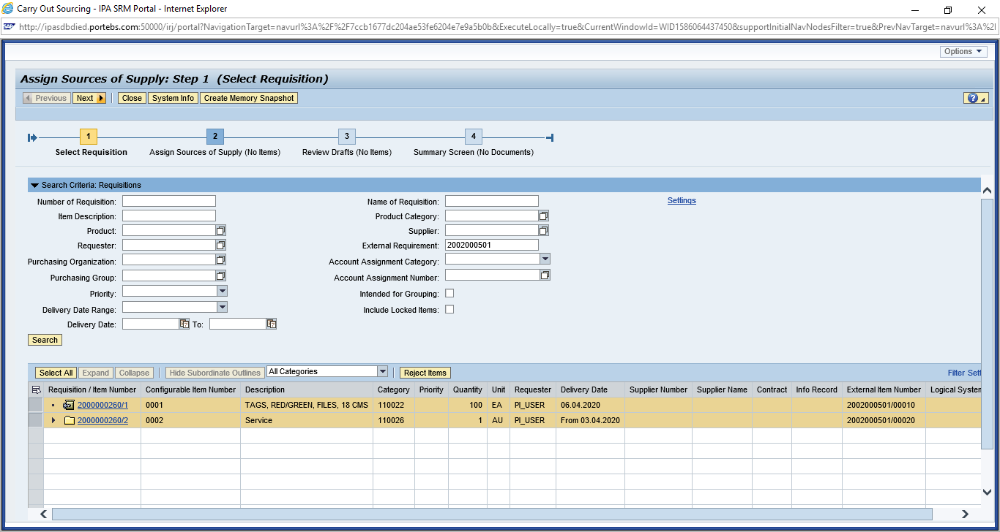 Carry Out Sourcing - IPA SRM Portal - Internet Explorer
SAP http://ipasdbdied.portebs.com:50000/irj/portal?NavigationTarget=navurl%3A%2F%2F7ccb1677dc204ae53fe6204e7e9a5b0b&ExecuteLocally=true&CurrentWindowId=WID1586064437450&supportInitialNavNodesFilter=true&PrevNavTarget=navurl%3A%2
Options
Assign Sources of Supply: Step 1 (Select Requisition)
Previous Next Close System Info Create Memory Snapshot ?
1 2 3 4
Select Requisition Assign Sources of Supply (No Items) Review Drafts (No Items) Summary Screen (No Documents)
Search Criteria: Requisitions
Number of Requisition: Name of Requisition: Settings
Item Description: Product Category:
Product: Supplier:
Requester: External Requirement: 2002000501
Purchasing Organization: Account Assignment Category:
Purchasing Group: Account Assignment Number:
Priority: Intended for Grouping:
Delivery Date Range: Include Locked Items:
Delivery Date: To:
Search
Select All Expand Collapse Hide Subordinate Outlines All Categories Reject Items Filter Sett
Requisition / Item Number Configurable Item Number Description Category Priority Quantity Unit Requester Delivery Date Supplier Number Supplier Name Contract Info Record External Item Number Logical System
2000000260/1 0001 TAGS, RED/GREEN, FILES, 18 CMS 110022 100 EA PI_USER 06.04.2020 2002000501/00010
2000000260/2 0002 Service 110026 1 AU PI_USER From 03.04.2020 2002000501/00020